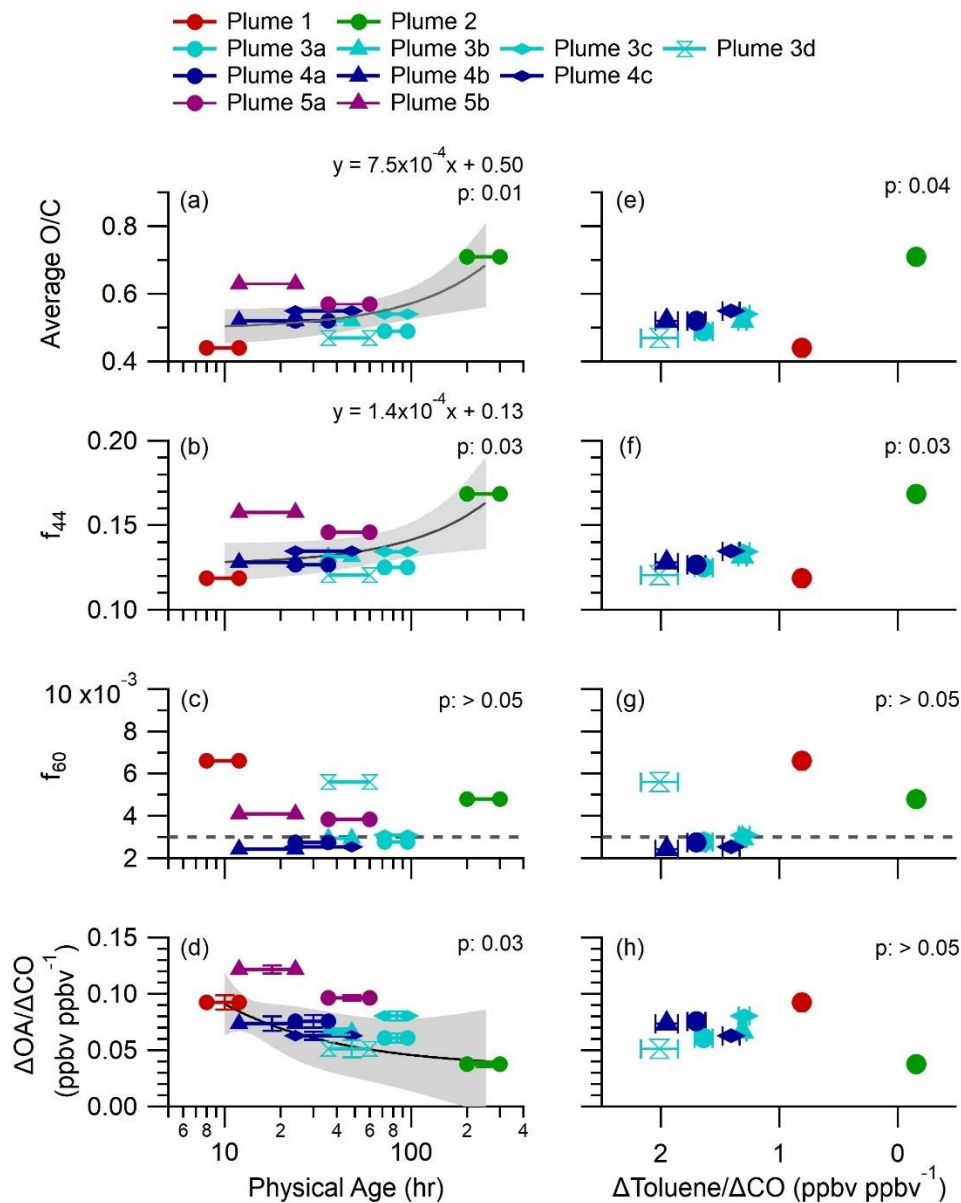 Plume 1 Plume 2
Plume 3a Plume 3b Plume 3c Plume 3d
Plume 4a Plume 4b Plume 4c
Plume 5a Plume 5b
y = 7.5x10⁻⁴x + 0.50
(a) p: 0.01
(e) p: 0.04
Average O/C
0.8
0.6
0.4
y = 1.4x10⁻⁴x + 0.13
(b) p: 0.03
(f) p: 0.03
f₄₄
0.20
0.15
0.10
(c) p: > 0.05
(g) p: > 0.05
f₆₀
10 x10⁻³
8
6
4
2
(d) p: 0.03
(h) p: > 0.05
ΔOA/ΔCO
(ppbv ppbv⁻¹)
0.15
0.10
0.05
0.00
6 8 2 4 6 8 2 4
10 100
2 1 0
Physical Age (hr)
ΔToluene/ΔCO (ppbv ppbv⁻¹)